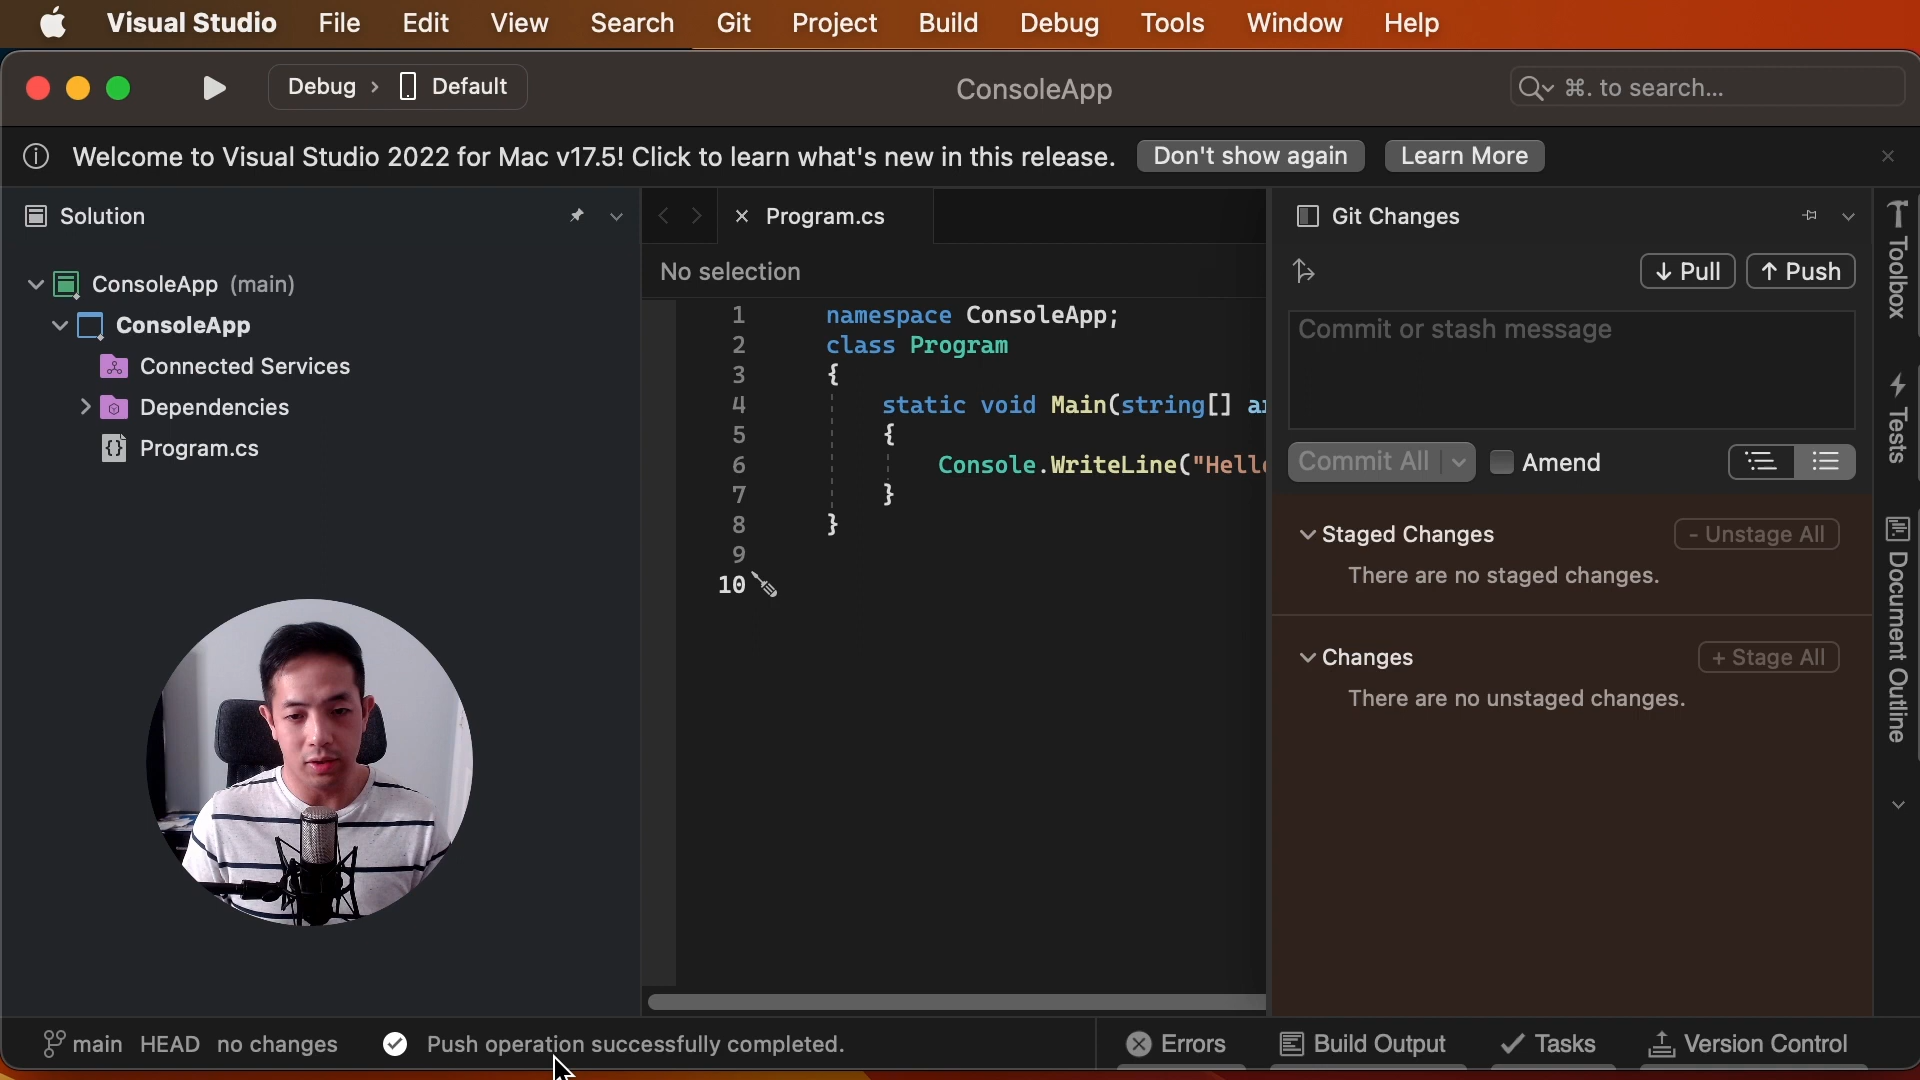 Visual Studio File Edit View Search Git Project Build Debug Tools Window Help
Debug Default
ConsoleApp
⌘. to search...
Welcome to Visual Studio 2022 for Mac v17.5! Click to learn what's new in this release.
Don't show again
Learn More
Solution
ConsoleApp (main)
ConsoleApp
Connected Services
Dependencies
Program.cs
Program.cs
No selection
1 namespace ConsoleApp;
2 class Program
3 {
4 static void Main(string[] a
5 {
6 Console.WriteLine("Hell
7 }
8 }
9
10
Git Changes
Pull Push
Commit or stash message
Commit All Amend
Staged Changes - Unstage All
There are no staged changes.
Changes + Stage All
There are no unstaged changes.
Toolbox
Tests
Document Outline
main HEAD no changes Push operation successfully completed.
Errors Build Output Tasks Version Control